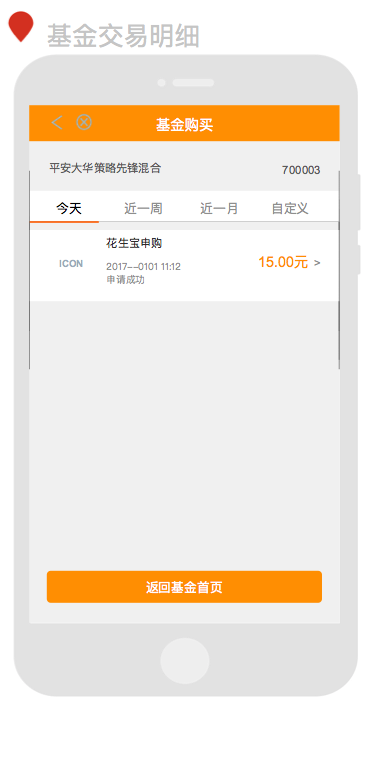 基金交易明细
基金购买
平安大华策略先锋混合 700003
今天 近一周 近一月 自定义
花生宝申购
ICON 15.00元 >
2017--0101 11:12
申请成功
返回基金首页